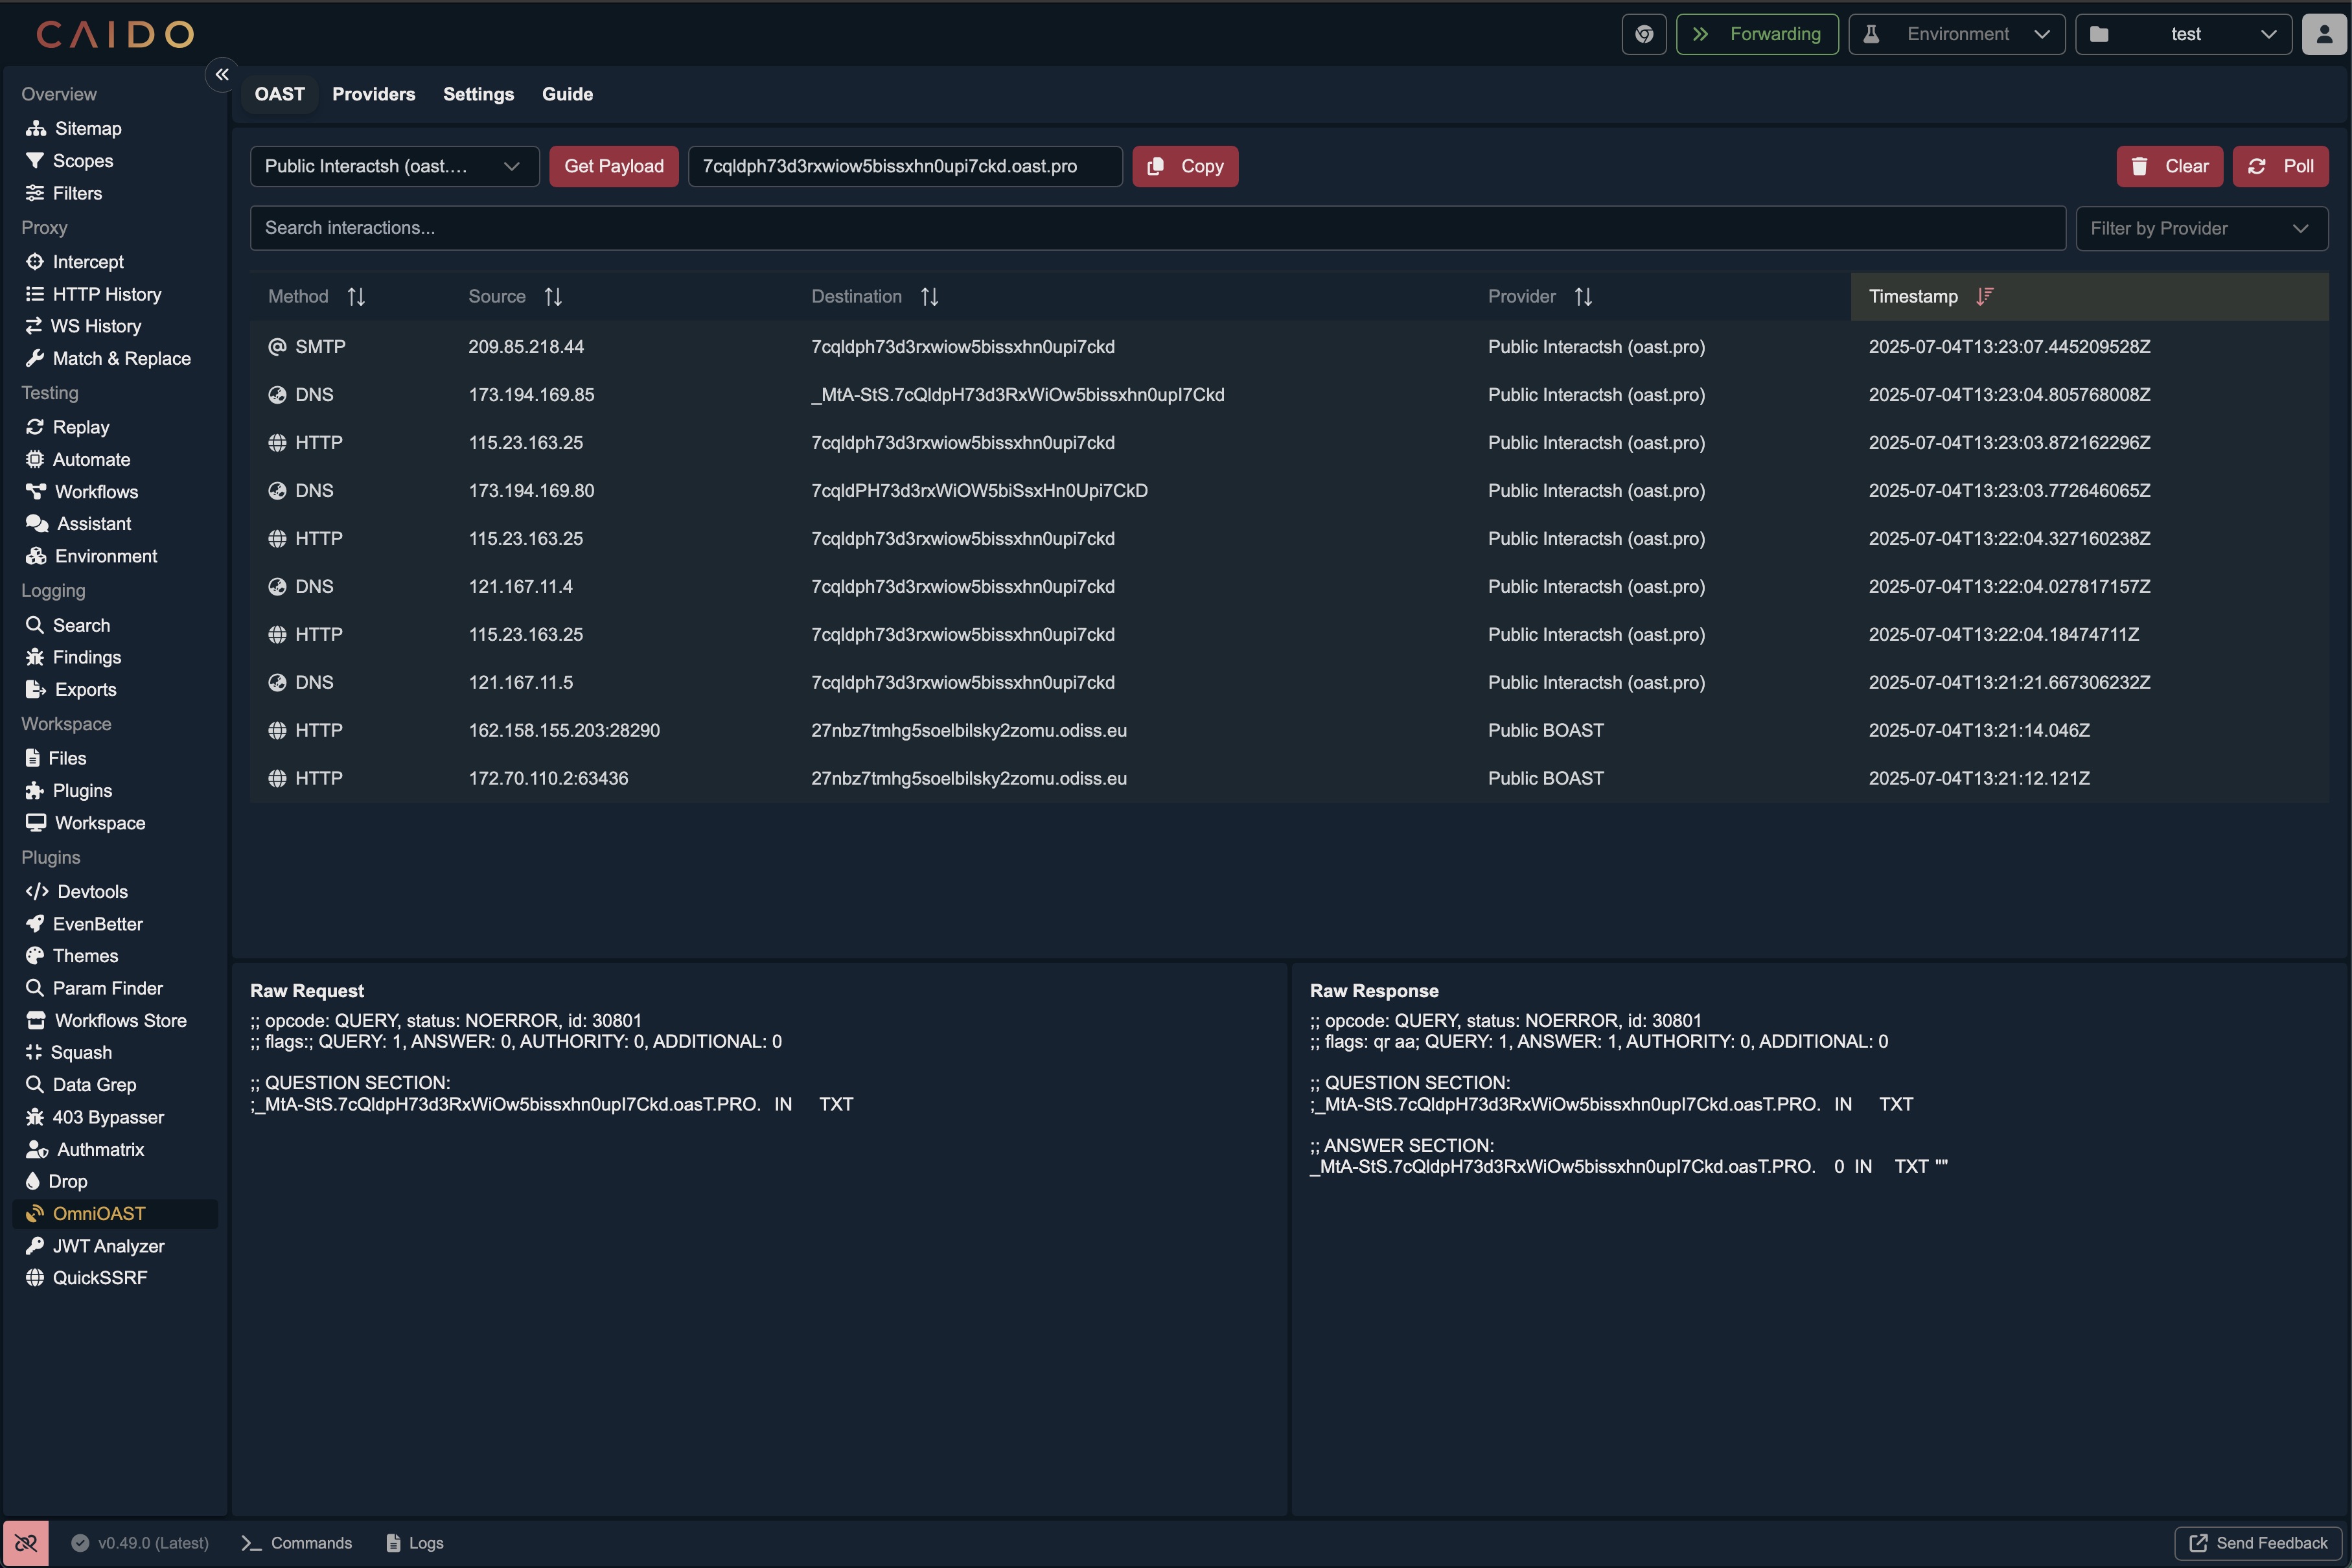 CAIDO
Forwarding
Environment
test
Overview
Sitemap
Scopes
Filters
Proxy
Intercept
HTTP History
WS History
Match & Replace
Testing
Replay
Automate
Workflows
Assistant
Environment
Logging
Search
Findings
Exports
Workspace
Files
Plugins
Workspace
Plugins
Devtools
EvenBetter
Themes
Param Finder
Workflows Store
Squash
Data Grep
403 Bypasser
Authmatrix
Drop
OmniOAST
JWT Analyzer
QuickSSRF
OAST Providers Settings Guide
Public Interactsh (oast.… Get Payload 7cqldph73d3rxwiow5bissxhn0upi7ckd.oast.pro Copy Clear Poll
Search interactions... Filter by Provider
Method Source Destination Provider Timestamp
SMTP 209.85.218.44 7cqldph73d3rxwiow5bissxhn0upi7ckd Public Interactsh (oast.pro) 2025-07-04T13:23:07.445209528Z
DNS 173.194.169.85 _MtA-StS.7cQldpH73d3RxWiOw5bissxhn0upI7Ckd Public Interactsh (oast.pro) 2025-07-04T13:23:04.805768008Z
HTTP 115.23.163.25 7cqldph73d3rxwiow5bissxhn0upi7ckd Public Interactsh (oast.pro) 2025-07-04T13:23:03.872162296Z
DNS 173.194.169.80 7cqldPH73d3rxWiOW5biSsxHn0Upi7CkD Public Interactsh (oast.pro) 2025-07-04T13:23:03.772646065Z
HTTP 115.23.163.25 7cqldph73d3rxwiow5bissxhn0upi7ckd Public Interactsh (oast.pro) 2025-07-04T13:22:04.327160238Z
DNS 121.167.11.4 7cqldph73d3rxwiow5bissxhn0upi7ckd Public Interactsh (oast.pro) 2025-07-04T13:22:04.027817157Z
HTTP 115.23.163.25 7cqldph73d3rxwiow5bissxhn0upi7ckd Public Interactsh (oast.pro) 2025-07-04T13:22:04.18474711Z
DNS 121.167.11.5 7cqldph73d3rxwiow5bissxhn0upi7ckd Public Interactsh (oast.pro) 2025-07-04T13:21:21.667306232Z
HTTP 162.158.155.203:28290 27nbz7tmhg5soelbilsky2zomu.odiss.eu Public BOAST 2025-07-04T13:21:14.046Z
HTTP 172.70.110.2:63436 27nbz7tmhg5soelbilsky2zomu.odiss.eu Public BOAST 2025-07-04T13:21:12.121Z
Raw Request
;; opcode: QUERY, status: NOERROR, id: 30801
;; flags:; QUERY: 1, ANSWER: 0, AUTHORITY: 0, ADDITIONAL: 0
;; QUESTION SECTION:
;_MtA-StS.7cQldpH73d3RxWiOw5bissxhn0upI7Ckd.oasT.PRO. IN TXT
Raw Response
;; opcode: QUERY, status: NOERROR, id: 30801
;; flags: qr aa; QUERY: 1, ANSWER: 1, AUTHORITY: 0, ADDITIONAL: 0
;; QUESTION SECTION:
;_MtA-StS.7cQldpH73d3RxWiOw5bissxhn0upI7Ckd.oasT.PRO. IN TXT
;; ANSWER SECTION:
_MtA-StS.7cQldpH73d3RxWiOw5bissxhn0upI7Ckd.oasT.PRO. 0 IN TXT ""
v0.49.0 (Latest) Commands Logs Send Feedback